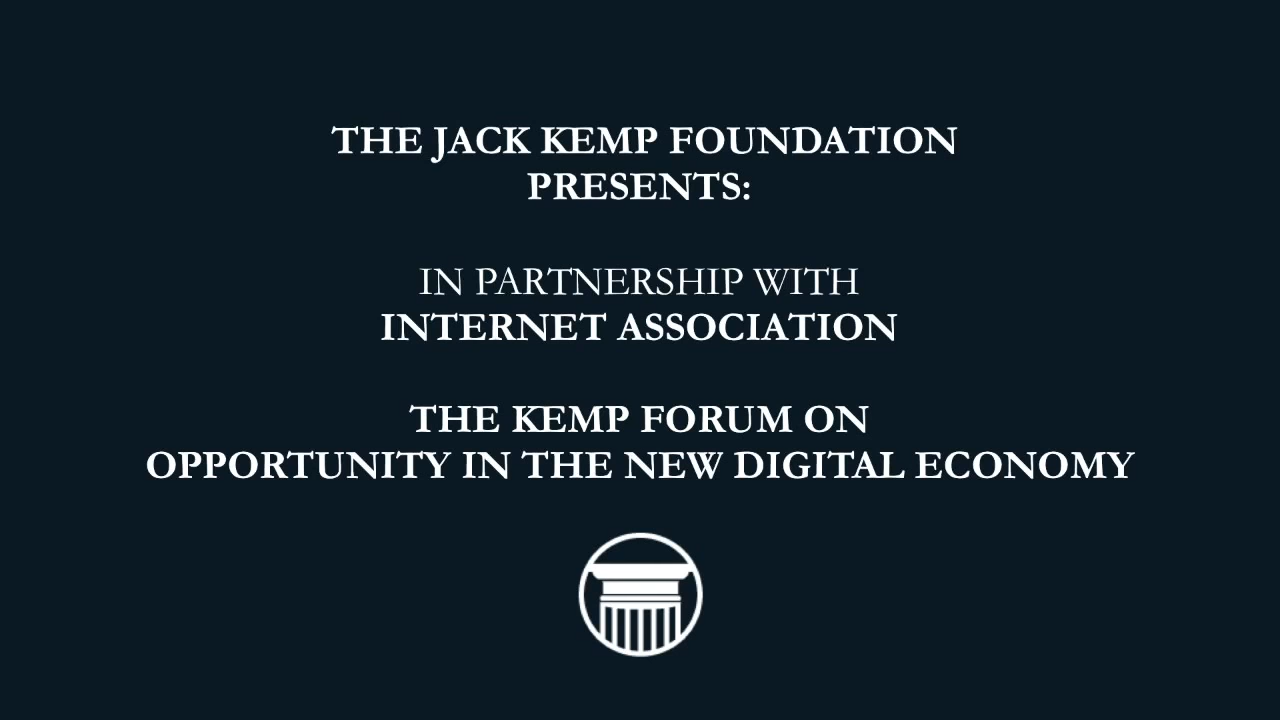 THE JACK KEMP FOUNDATION
PRESENTS:
IN PARTNERSHIP WITH
INTERNET ASSOCIATION
THE KEMP FORUM ON
OPPORTUNITY IN THE NEW DIGITAL ECONOMY